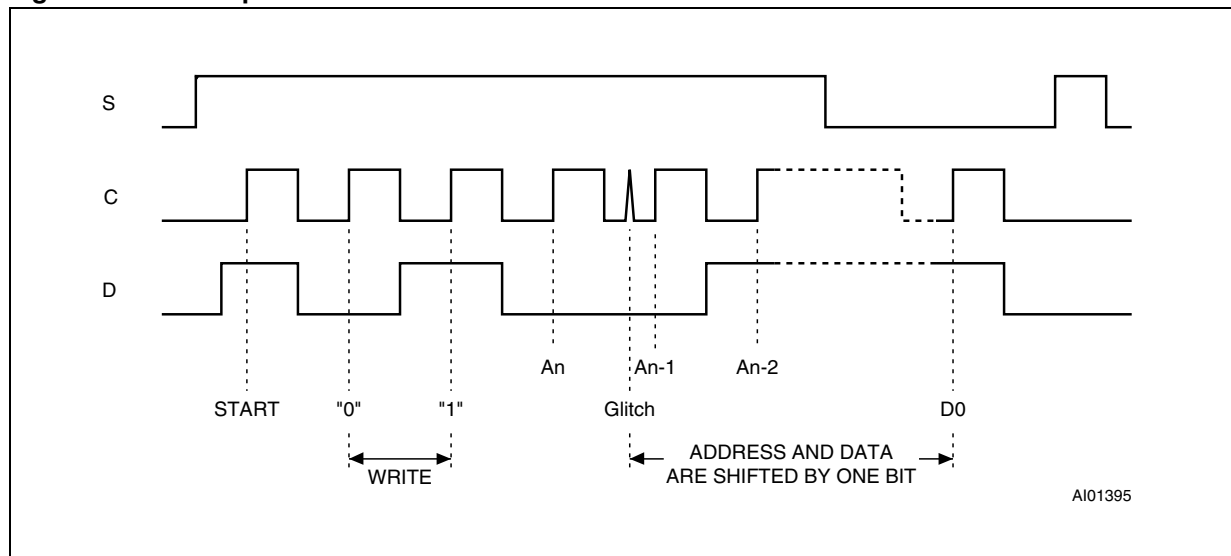 S
C
D
An An-1 An-2
START "0" "1" Glitch D0
WRITE
ADDRESS AND DATA
ARE SHIFTED BY ONE BIT
AI01395